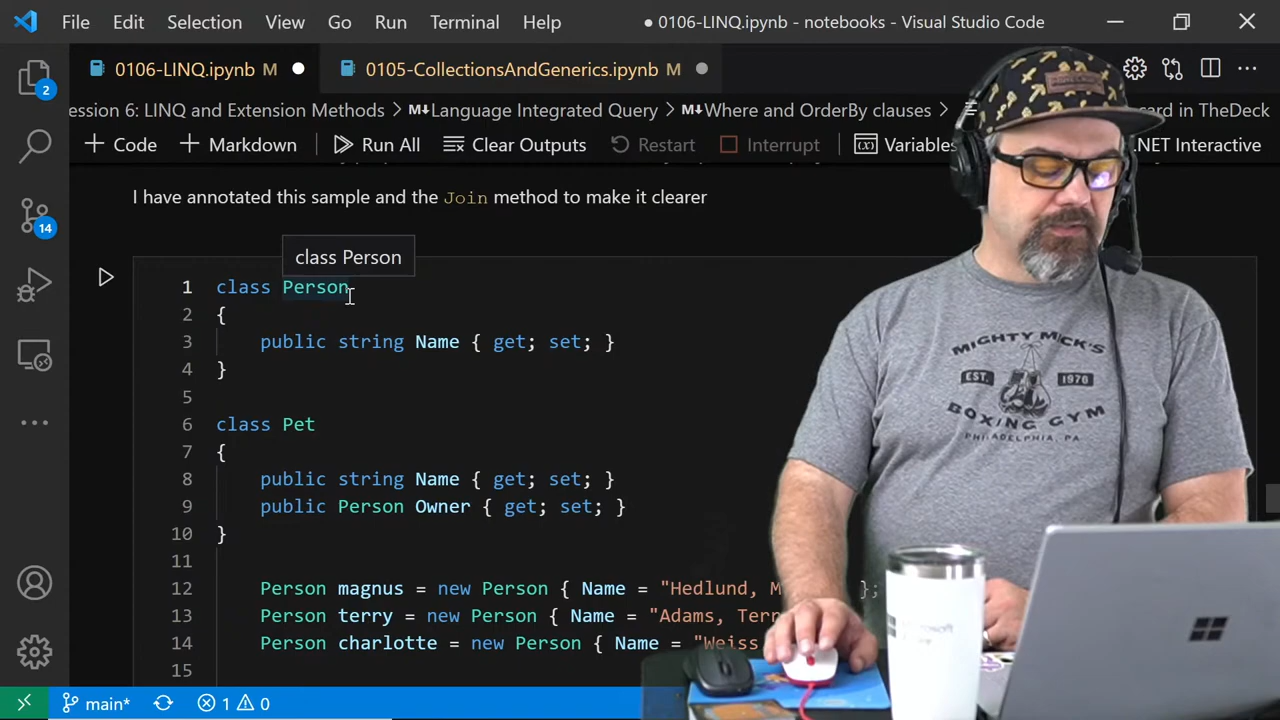 File Edit Selection View Go Run Terminal Help ● 0106-LINQ.ipynb - notebooks - Visual Studio Code
0106-LINQ.ipynb M ● 0105-CollectionsAndGenerics.ipynb M
ession 6: LINQ and Extension Methods > Language Integrated Query > Where and OrderBy clauses > card in TheDeck
+ Code + Markdown Run All Clear Outputs Restart Interrupt Variables .NET Interactive
I have annotated this sample and the Join method to make it clearer
class Person
1 class Person
2 {
3 public string Name { get; set; }
4 }
5
6 class Pet
7 {
8 public string Name { get; set; }
9 public Person Owner { get; set; }
10 }
11
12 Person magnus = new Person { Name = "Hedlund, M };
13 Person terry = new Person { Name = "Adams, Terr
14 Person charlotte = new Person { Name = "Weiss
15
2
14
main* 1 0
MIGHTY MICK'S
EST. 1976
BOXING GYM
PHILADELPHIA, PA.